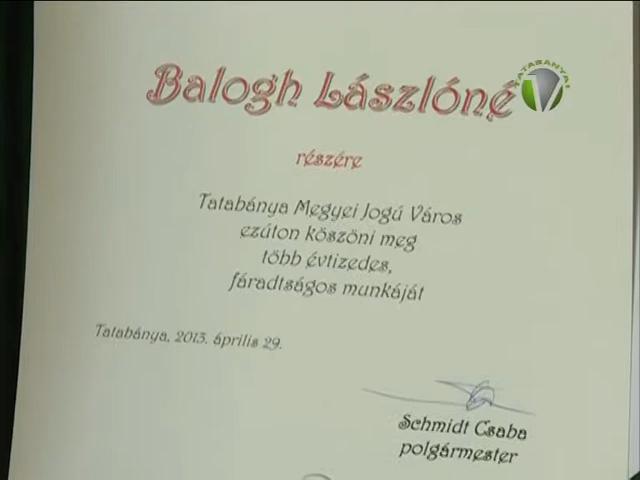 Balogh Lászlóné
TATABÁNYAI
V
részére
Tatabánya Megyei Jogú Város
ezúton köszöni meg
több évtizedes,
fáradtságos munkáját
Tatabánya, 2013. április 29.
Schmidt Csaba
polgármester